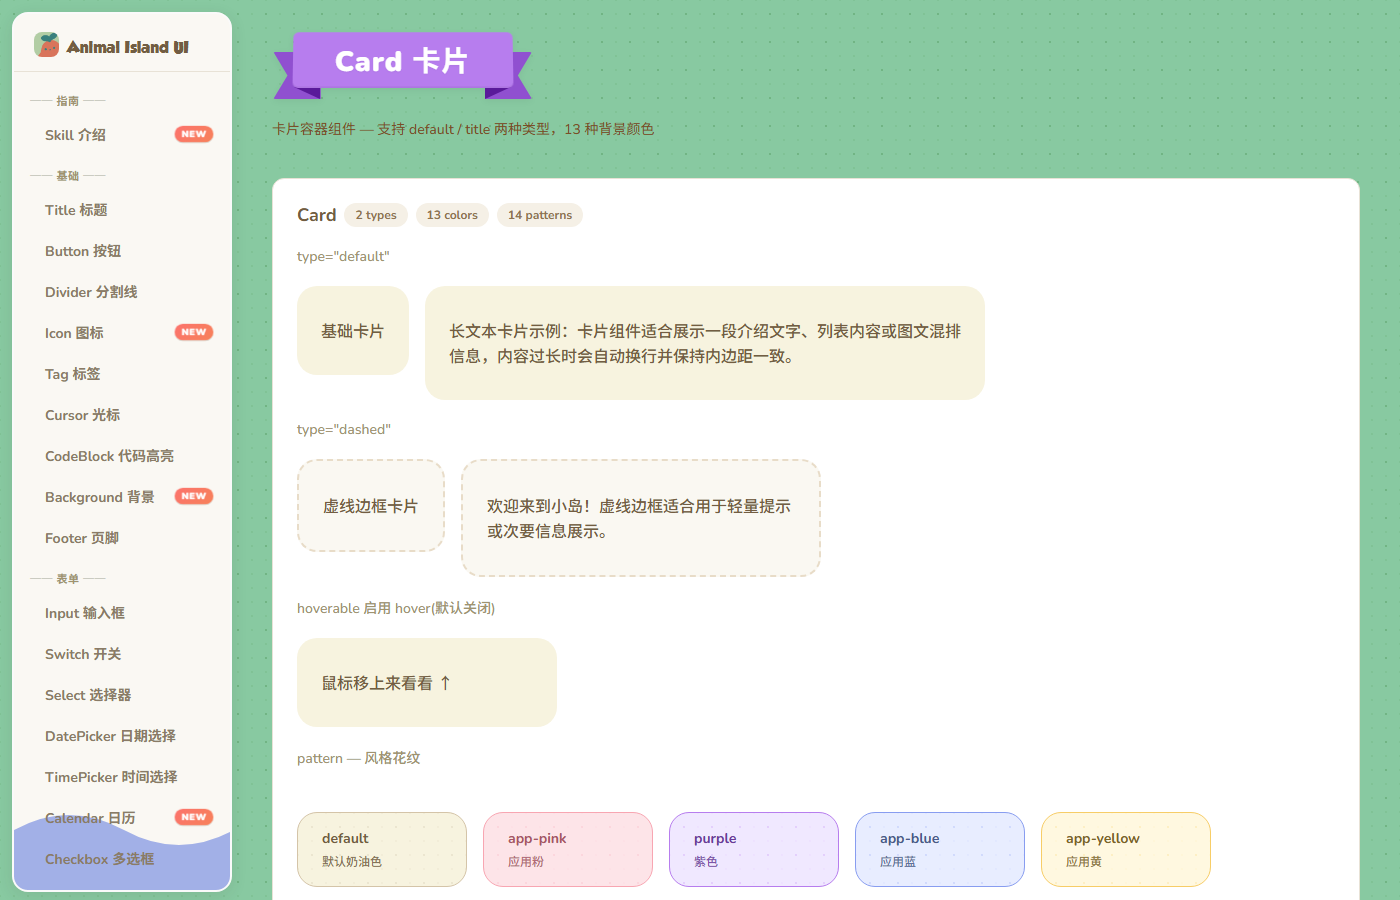 Animal Island UI
指南
Skill 介绍 NEW
基础
Title 标题
Button 按钮
Divider 分割线
Icon 图标 NEW
Tag 标签
Cursor 光标
CodeBlock 代码高亮
Background 背景 NEW
Footer 页脚
表单
Input 输入框
Switch 开关
Select 选择器
DatePicker 日期选择
TimePicker 时间选择
Calendar 日历 NEW
Checkbox 多选框
Card 卡片
卡片容器组件 — 支持 default / title 两种类型，13 种背景颜色
Card 2 types 13 colors 14 patterns
type="default"
基础卡片
长文本卡片示例：卡片组件适合展示一段介绍文字、列表内容或图文混排
信息，内容过长时会自动换行并保持内边距一致。
type="dashed"
虚线边框卡片
欢迎来到小岛！虚线边框适合用于轻量提示
或次要信息展示。
hoverable 启用 hover(默认关闭)
鼠标移上来看看 ↑
pattern — 风格花纹
default
默认奶油色
app-pink
应用粉
purple
紫色
app-blue
应用蓝
app-yellow
应用黄